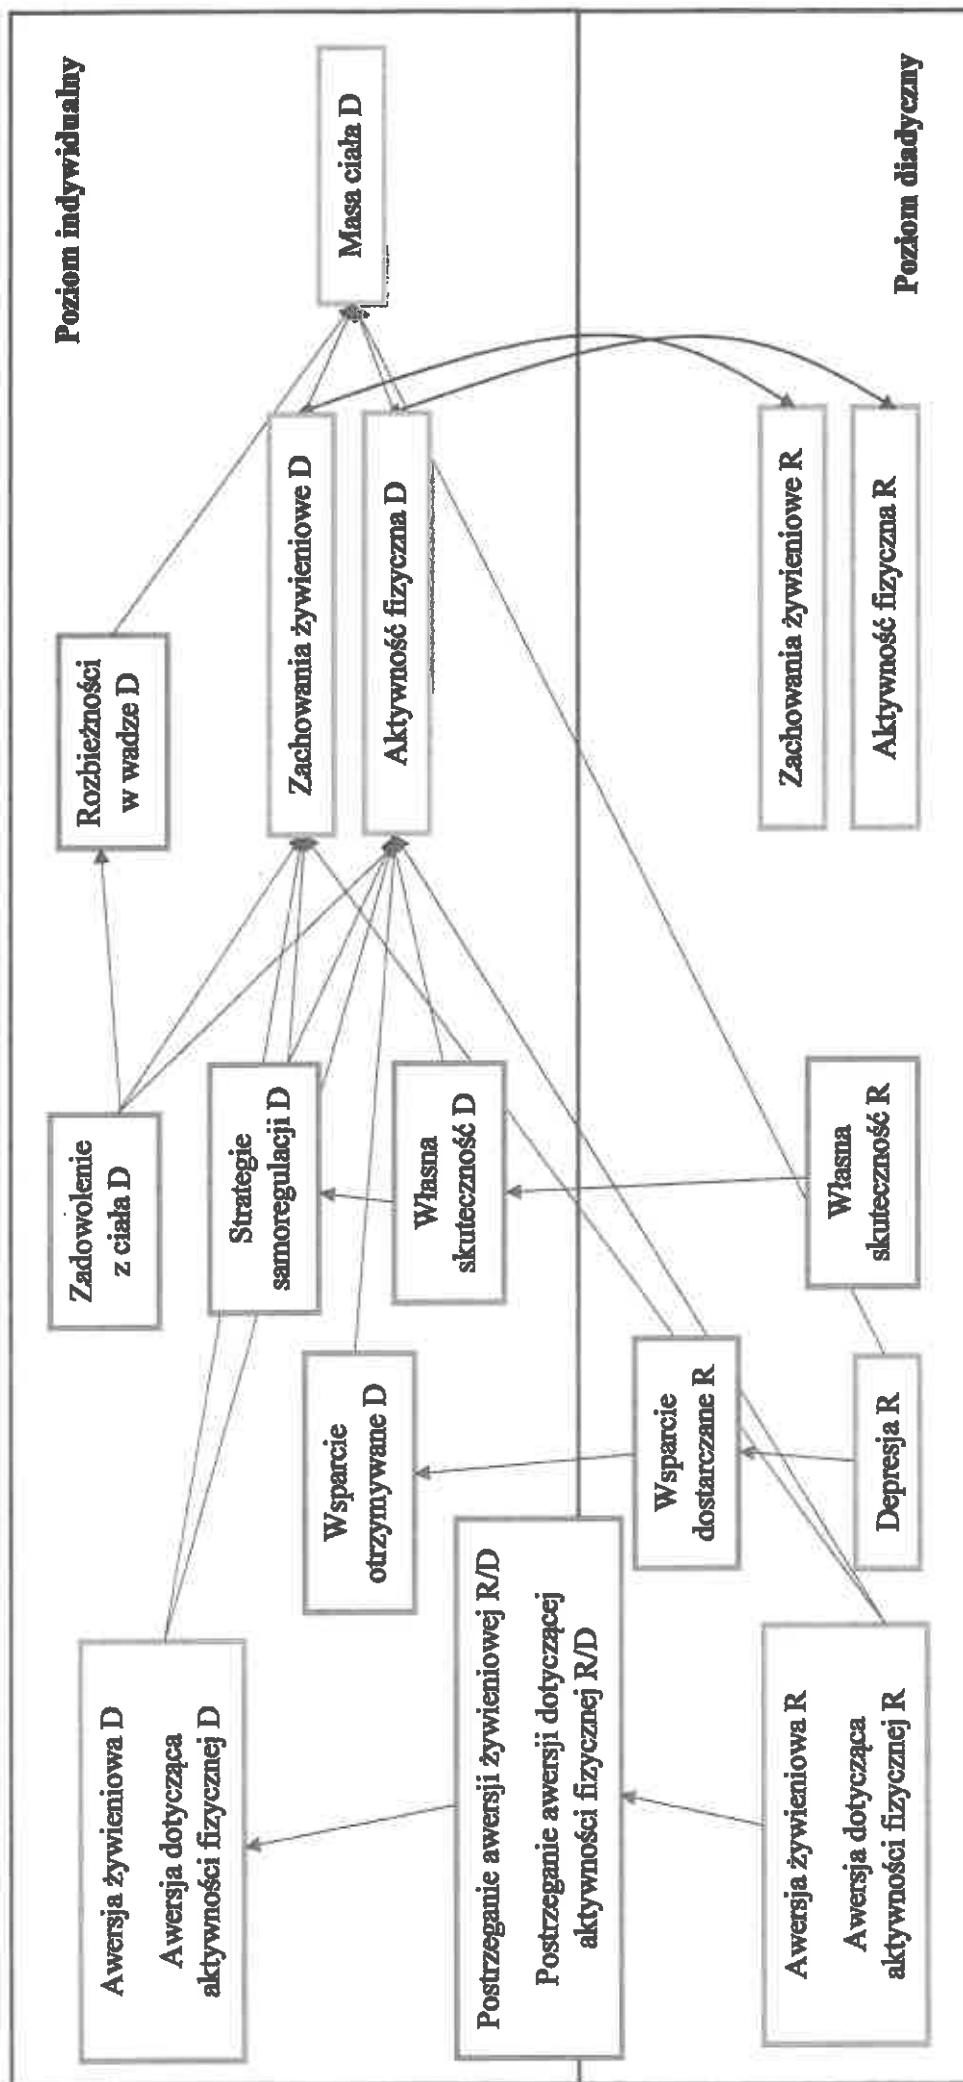 Poziom indywidualny
Awersja żywieniowa D
Awersja dotycząca
aktywności fizycznej D
Zadowolenie
z ciała D
Rozbieżności
w wadze D
Strategie
samoregulacji D
Zachowania żywieniowe D
Masa ciała D
Wsparcie
otrzymywane D
Własna
skuteczność D
Aktywność fizyczna D
Postrzeganie awersji żywieniowej R/D
Postrzeganie awersji dotyczącej
aktywności fizycznej R/D
Wsparcie
dostarczane R
Awersja żywieniowa R
Awersja dotycząca
aktywności fizycznej R
Depresja R
Własna
skuteczność R
Zachowania żywieniowe R
Aktywność fizyczna R
Poziom diadyczny